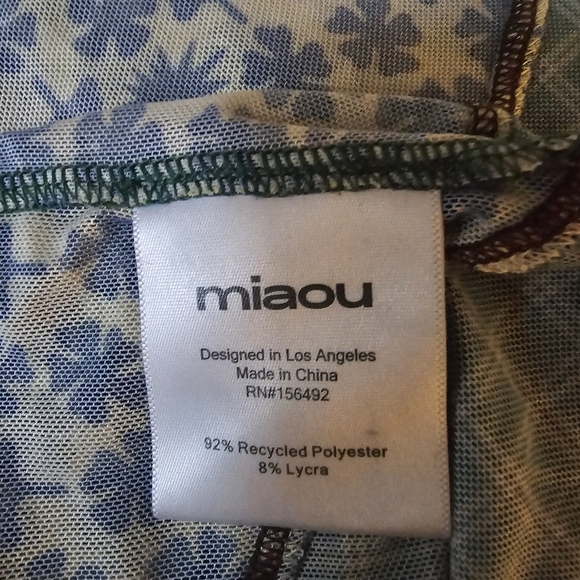 miaou
Designed in Los Angeles
Made in China
RN#156492
92% Recycled Polyester
8% Lycra